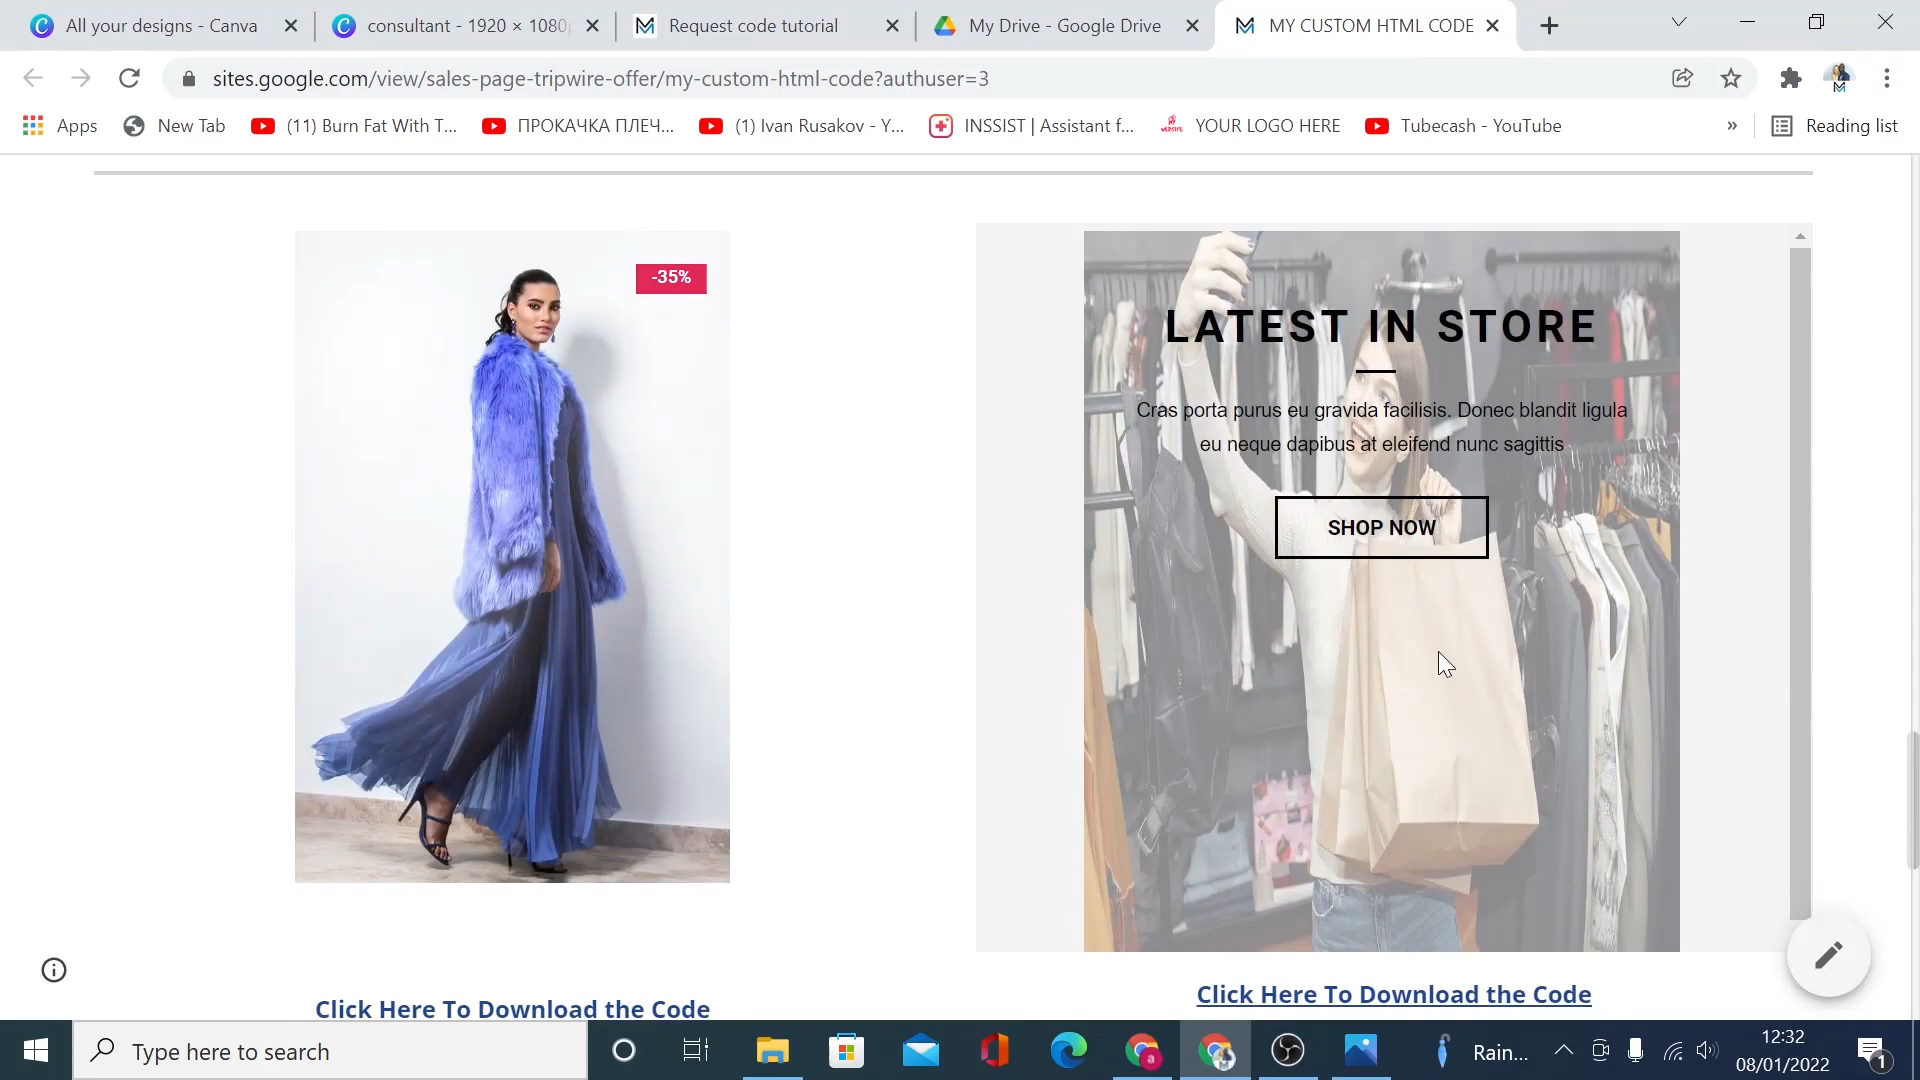 All your designs - Canva
consultant - 1920 × 1080
Request code tutorial
My Drive - Google Drive
MY CUSTOM HTML CODE
sites.google.com/view/sales-page-tripwire-offer/my-custom-html-code?authuser=3
Apps
New Tab
(11) Burn Fat With T...
ПРОКАЧКА ПЛЕЧ...
(1) Ivan Rusakov - Y...
INSSIST | Assistant f...
YOUR LOGO HERE
Tubecash - YouTube
»
Reading list
-35%
LATEST IN STORE
Cras porta purus eu gravida facilisis. Donec blandit ligula
eu neque dapibus at eleifend nunc sagittis
SHOP NOW
Click Here To Download the Code
Click Here To Download the Code
Type here to search
Rain...
12:32
08/01/2022
1